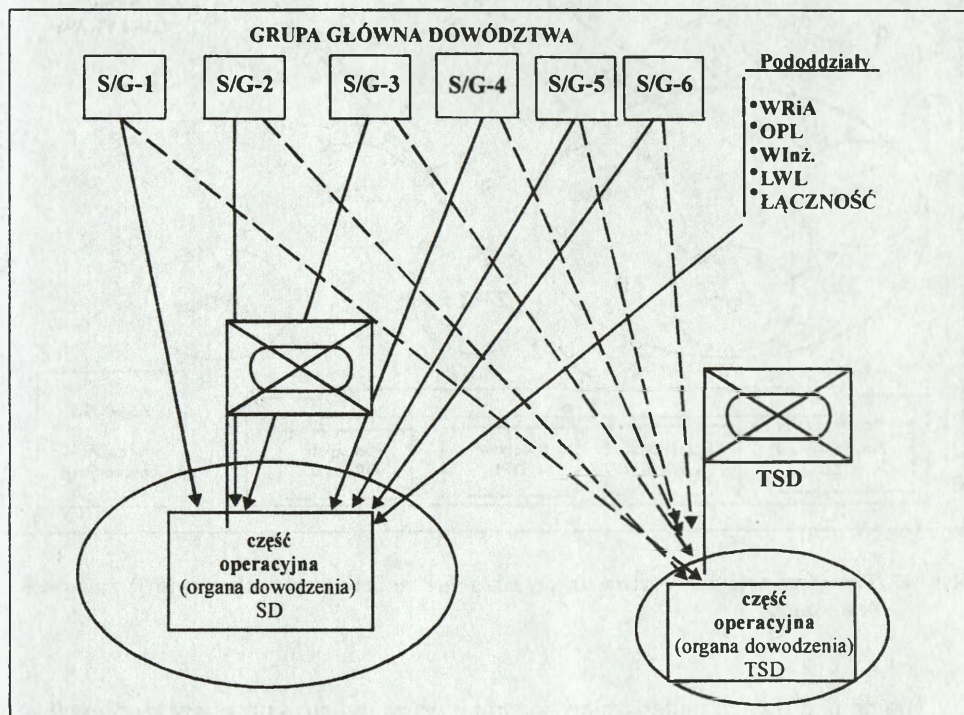 GRUPA GŁÓWNA DOWÓDZTWA
S/G-1
S/G-2
S/G-3
S/G-4
S/G-5
S/G-6
Pododdziały
•WRiA
•OPL
•WInż.
•LWL
•ŁĄCZNOŚĆ
TSD
część
operacyjna
(organa dowodzenia)
SD
część
operacyjna
(organa dowodzenia)
TSD